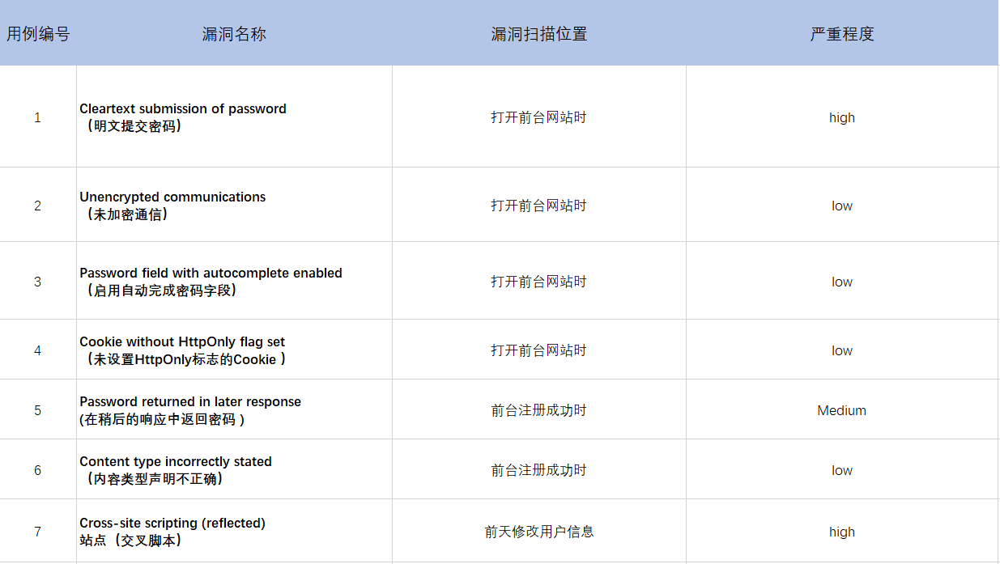 用例编号 漏洞名称 漏洞扫描位置 严重程度
1 Cleartext submission of password
（明文提交密码） 打开前台网站时 high
2 Unencrypted communications
（未加密通信） 打开前台网站时 low
3 Password field with autocomplete enabled
（启用自动完成密码字段） 打开前台网站时 low
4 Cookie without HttpOnly flag set
（未设置HttpOnly标志的Cookie ） 打开前台网站时 low
5 Password returned in later response
(在稍后的响应中返回密码 ) 前台注册成功时 Medium
6 Content type incorrectly stated
（内容类型声明不正确） 前台注册成功时 low
7 Cross-site scripting (reflected)
站点（交叉脚本） 前天修改用户信息 high